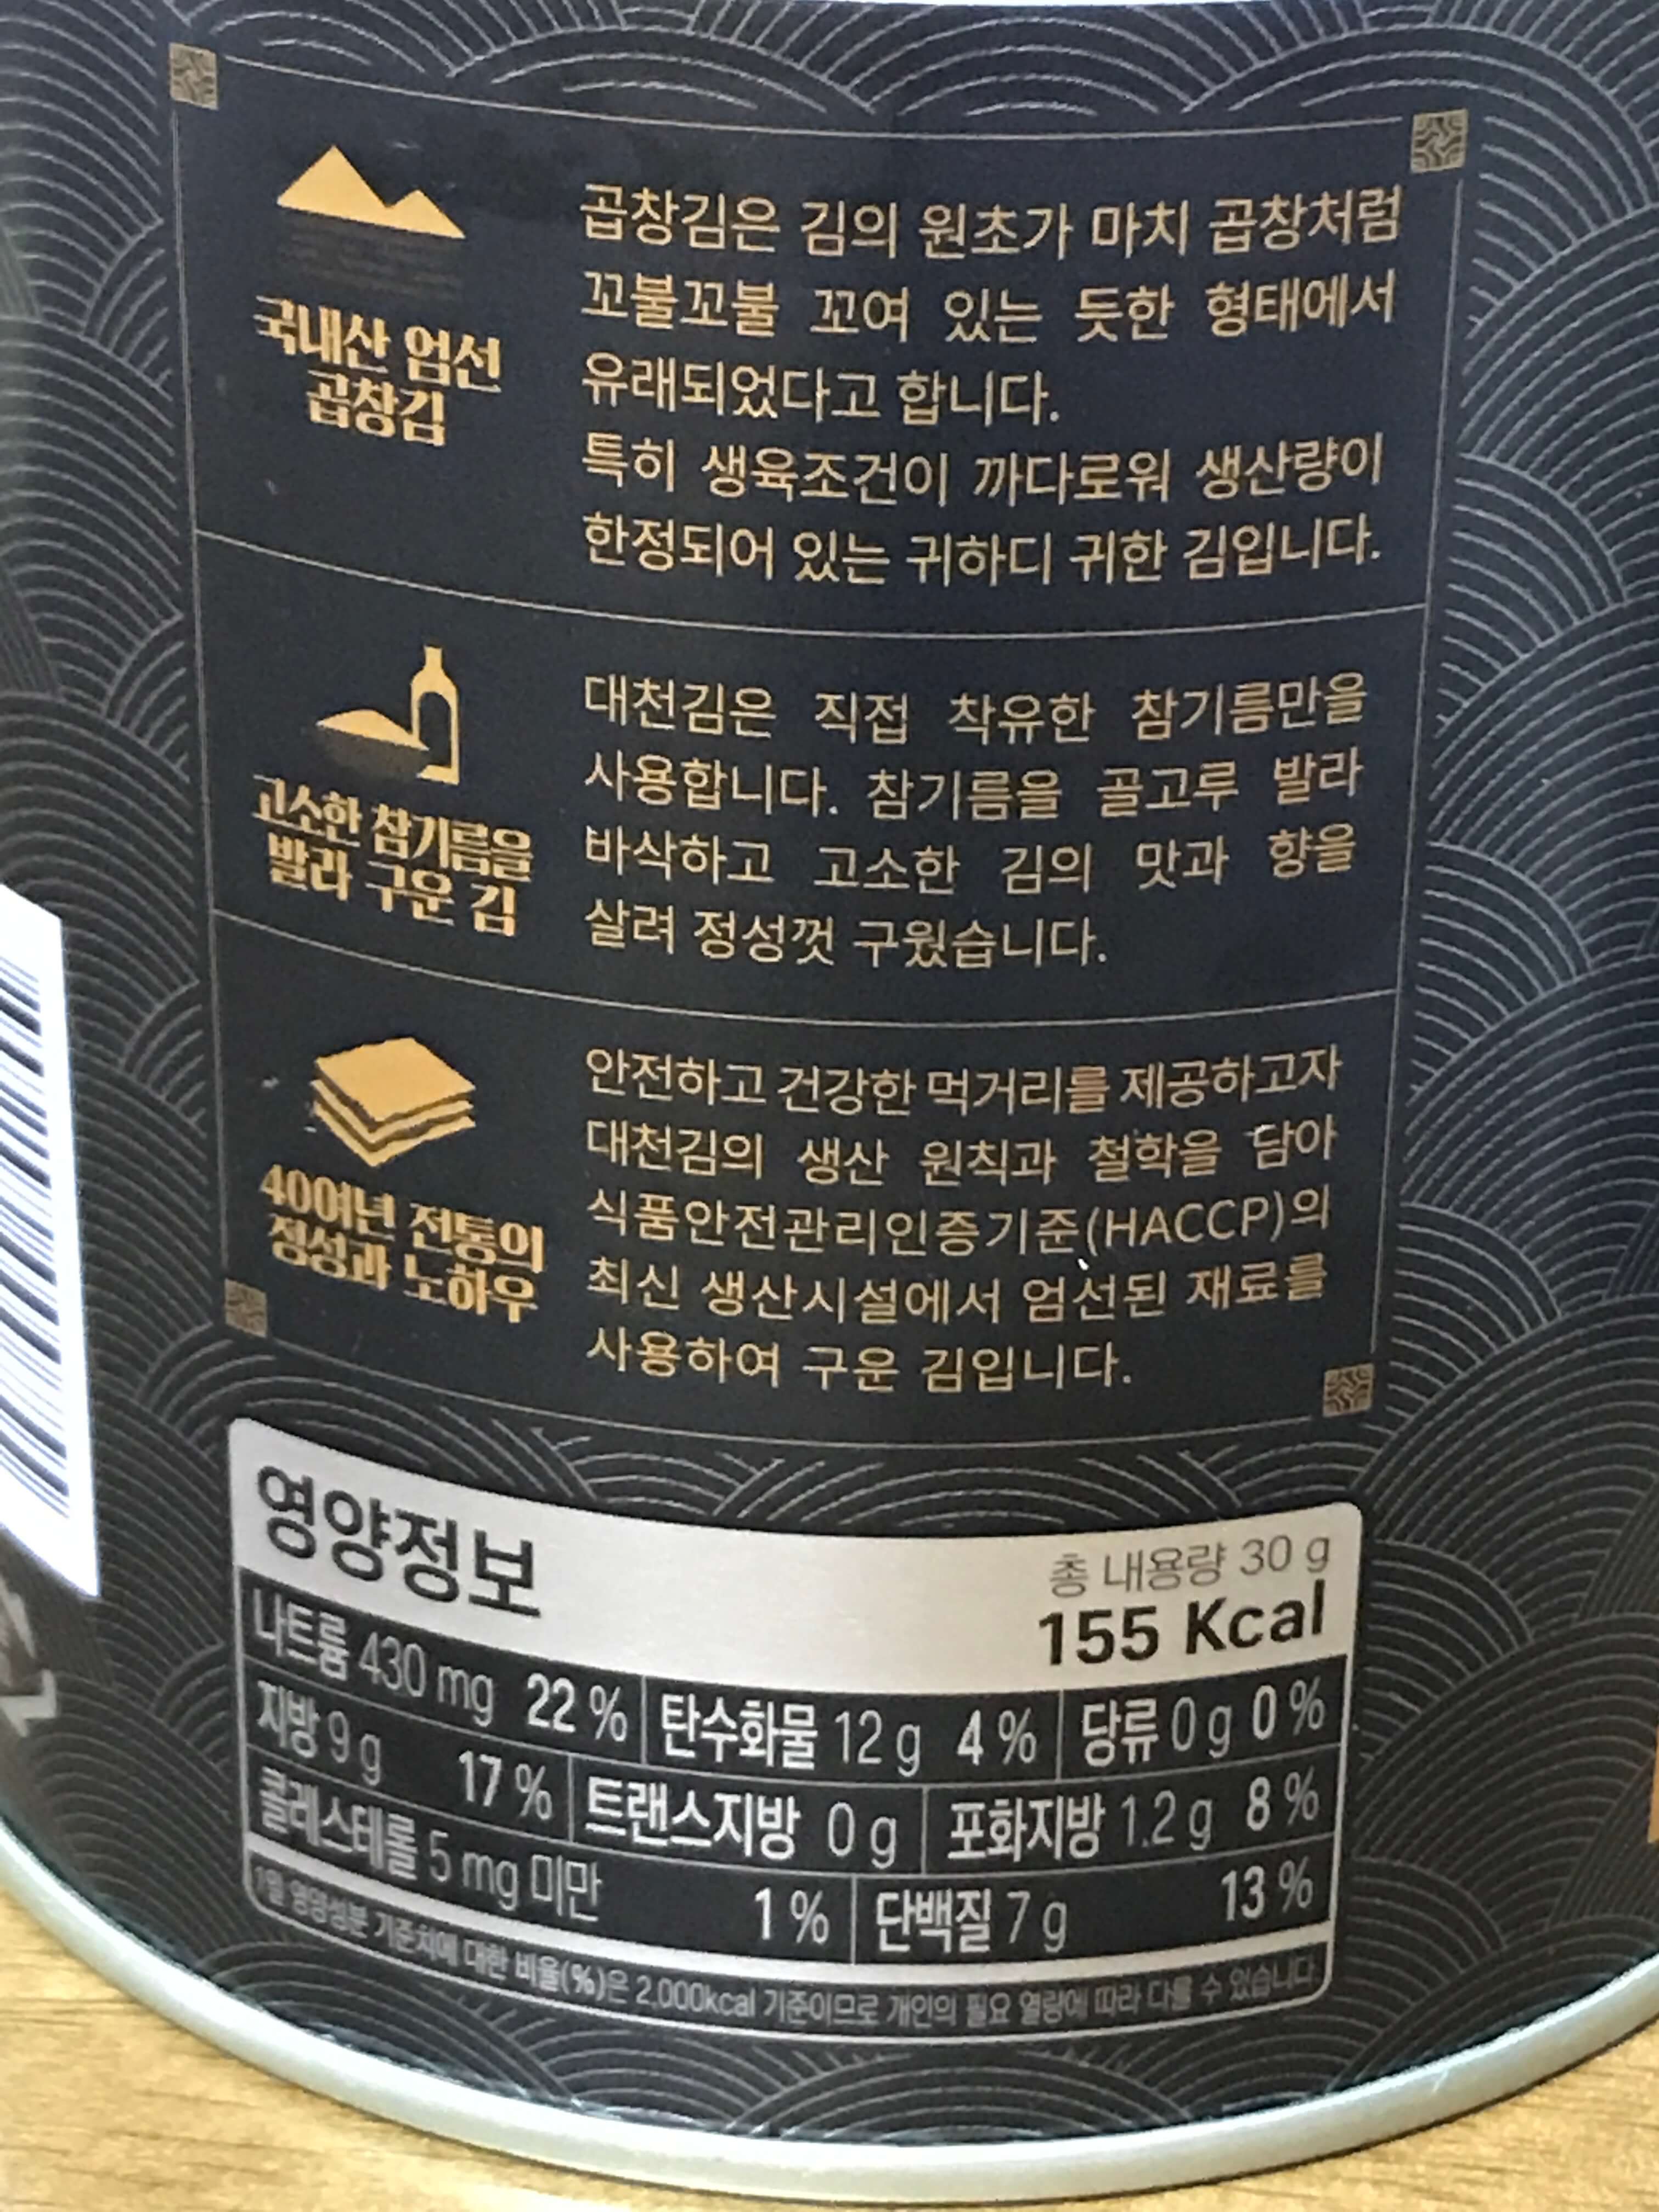 국내산 엄선
곱창김
곱창김은 김의 원초가 마치 곱창처럼
꼬불꼬불 꼬여 있는 듯한 형태에서
유래되었다고 합니다.
특히 생육조건이 까다로워 생산량이
한정되어 있는 귀하디 귀한 김입니다.
고소한 참기름을
발라 구운 김
대천김은 직접 착유한 참기름만을
사용합니다. 참기름을 골고루 발라
바삭하고 고소한 김의 맛과 향을
살려 정성껏 구웠습니다.
40여년 전통의
정성과 노하우
안전하고 건강한 먹거리를 제공하고자
대천김의 생산 원칙과 철학을 담아
식품안전관리인증기준(HACCP)의
최신 생산시설에서 엄선된 재료를
사용하여 구운 김입니다.
영양정보
총 내용량 30 g
155 Kcal
나트륨 430 mg 22 % 탄수화물 12 g 4 % 당류 0 g 0 %
지방 9 g 17 % 트랜스지방 0 g 포화지방 1.2 g 8 %
콜레스테롤 5 mg 미만 1 % 단백질 7 g 13 %
1일 영양성분 기준치에 대한 비율(%)은 2,000kcal 기준이므로 개인의 필요 열량에 따라 다를 수 있습니다.